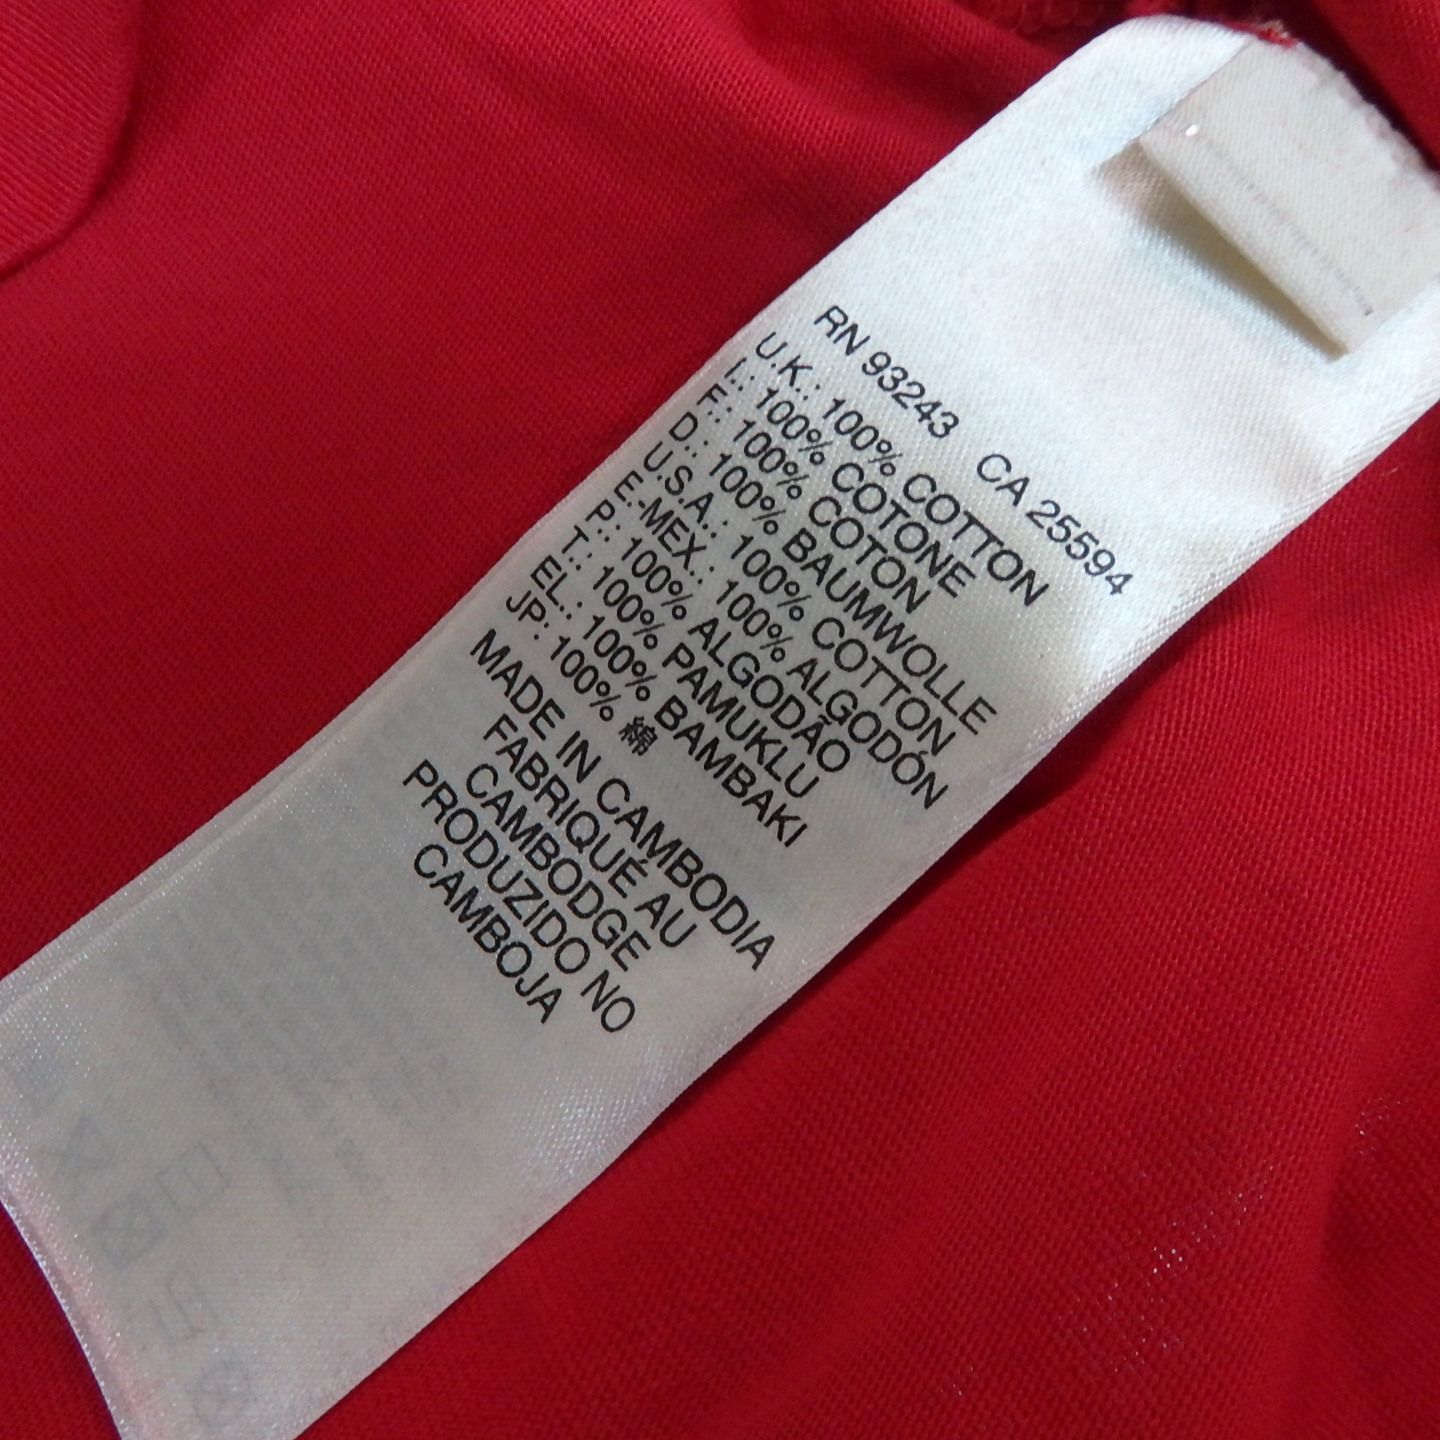 RN 93243 CA 25594
U.K.: 100% COTTON
I.: 100% COTONE
F.: 100% COTON
D.: 100% BAUMWOLLE
U.S.A.: 100% COTTON
E-MEX.: 100% ALGODÓN
P.: 100% ALGODÃO
T.: 100% PAMUKLU
EL.: 100% BAMBAKI
JP: 100% 綿
MADE IN CAMBODIA
FABRIQUÉ AU
CAMBODGE
PRODUZIDO NO
CAMBOJA